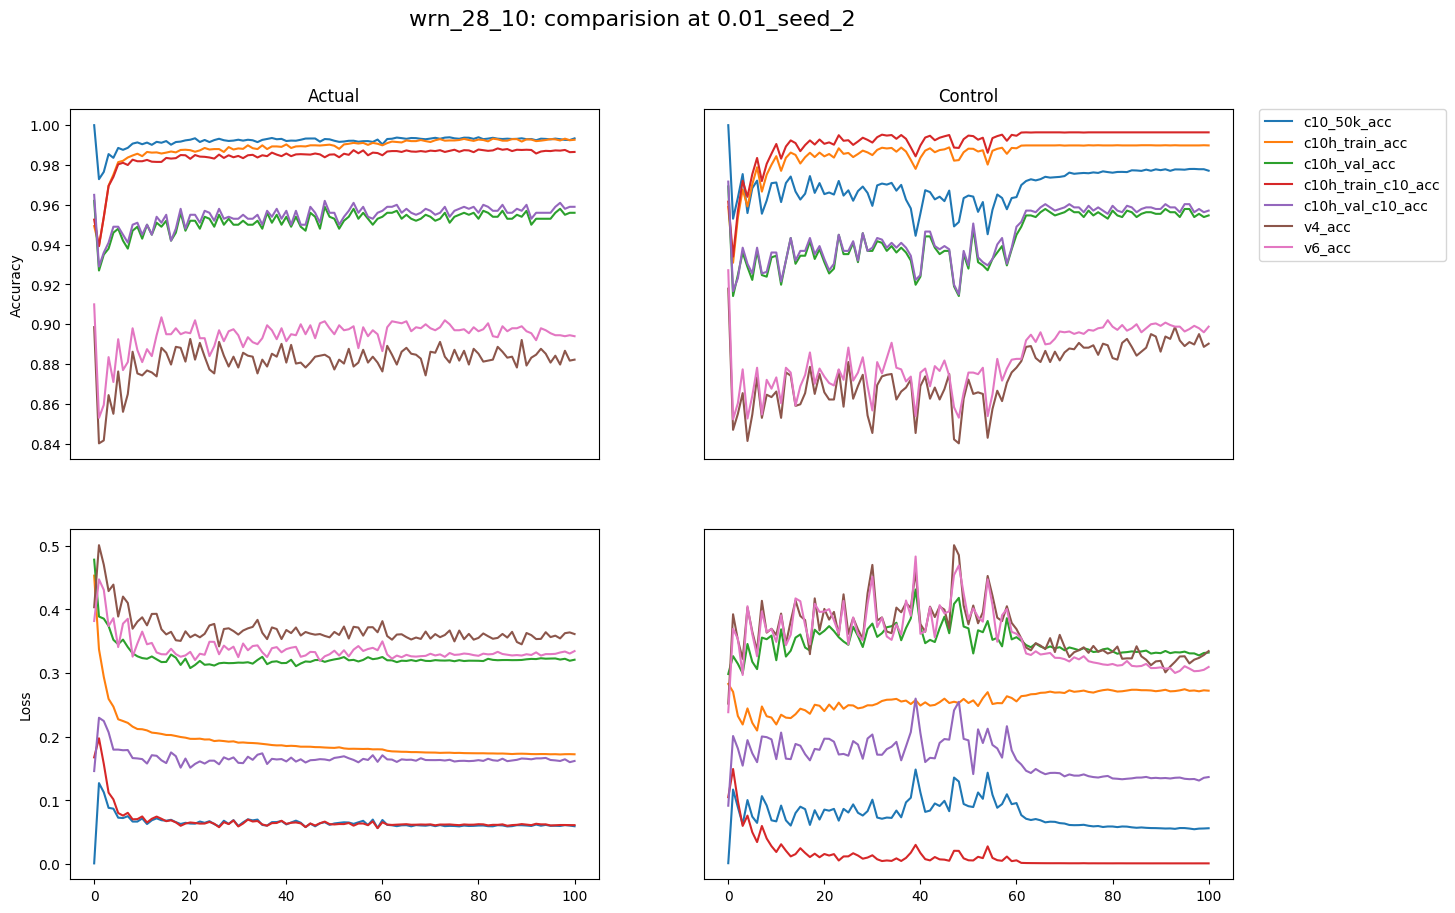 wrn_28_10: comparision at 0.01_seed_2
Actual
Control
1.00
0.98
0.96
0.94
0.92
0.90
0.88
0.86
0.84
Accuracy
c10_50k_acc
c10h_train_acc
c10h_val_acc
c10h_train_c10_acc
c10h_val_c10_acc
v4_acc
v6_acc
0.5
0.4
0.3
0.2
0.1
0.0
Loss
0 20 40 60 80 100
0 20 40 60 80 100